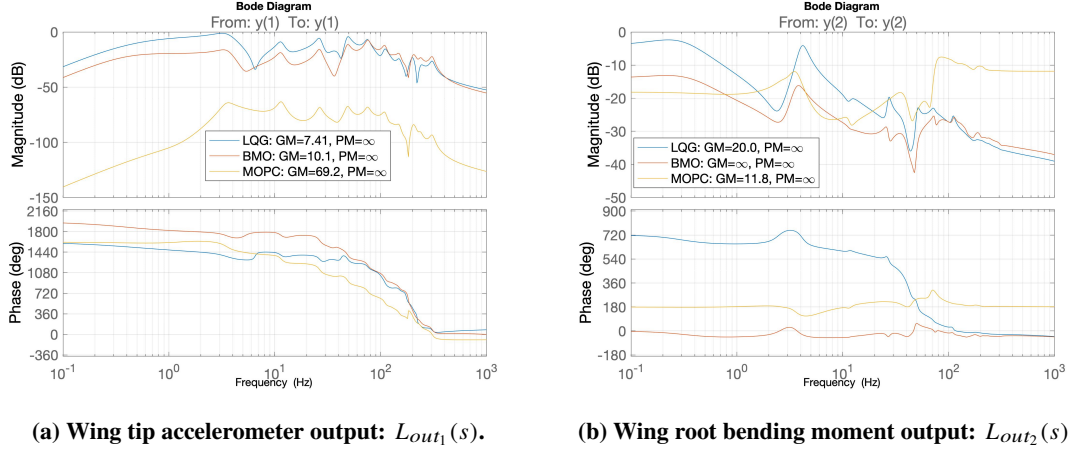 Bode Diagram
From: y(1) To: y(1)
0
-50
-100
-150
Magnitude (dB)
LQG: GM=7.41, PM=∞
BMO: GM=10.1, PM=∞
MOPC: GM=69.2, PM=∞
2160
1800
1440
1080
720
360
0
-360
Phase (deg)
10^-1
10^0
10^1
10^2
10^3
Frequency (Hz)
(a) Wing tip accelerometer output: L_{out_1}(s).
Bode Diagram
From: y(2) To: y(2)
0
-10
-20
-30
-40
-50
Magnitude (dB)
LQG: GM=20.0, PM=∞
BMO: GM=∞, PM=∞
MOPC: GM=11.8, PM=∞
900
720
540
360
180
0
-180
Phase (deg)
10^-1
10^0
10^1
10^2
10^3
Frequency (Hz)
(b) Wing root bending moment output: L_{out_2}(s)